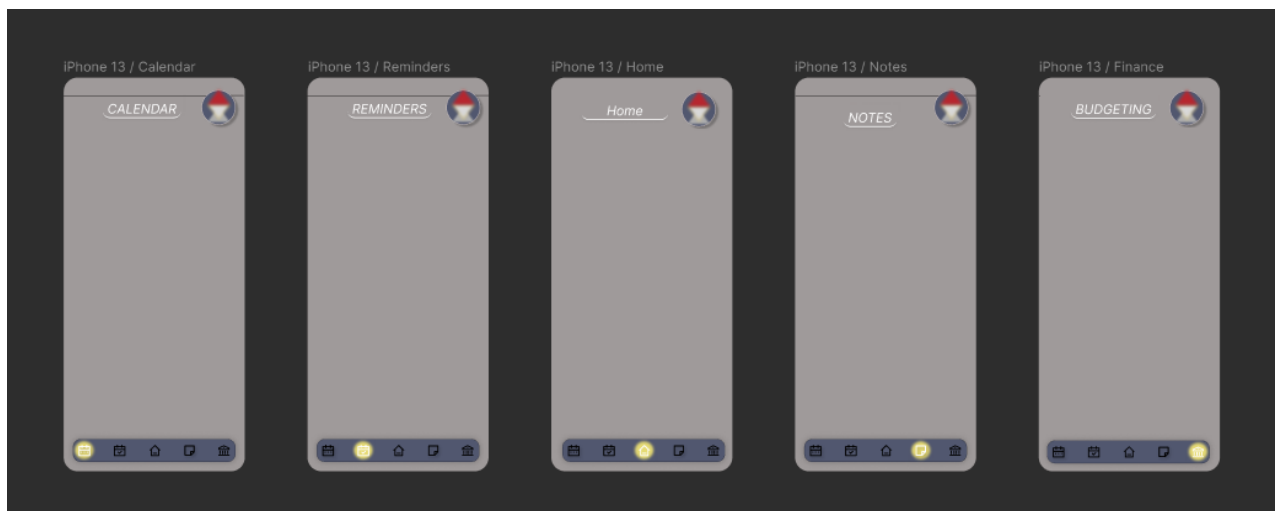 iPhone 13 / Calendar
iPhone 13 / Reminders
iPhone 13 / Home
iPhone 13 / Notes
iPhone 13 / Finance
CALENDAR
REMINDERS
Home
NOTES
BUDGETING